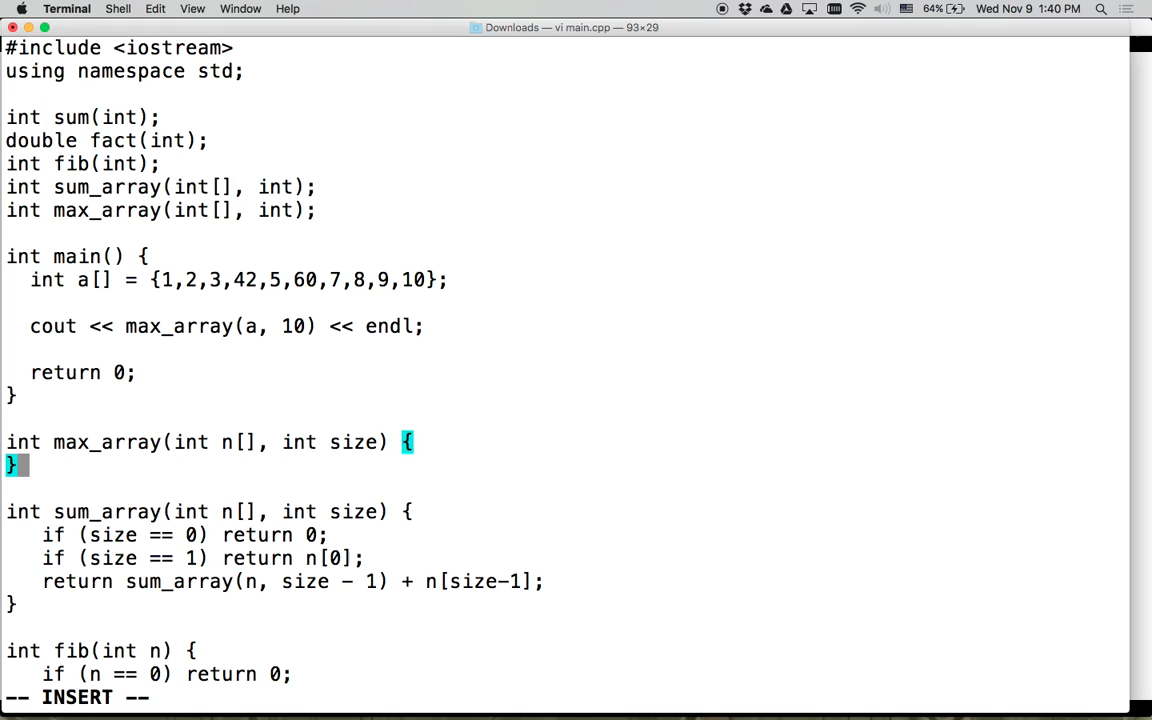 Terminal Shell Edit View Window Help 64% Wed Nov 9 1:40 PM
Downloads — vi main.cpp — 93×29
#include <iostream>
using namespace std;
int sum(int);
double fact(int);
int fib(int);
int sum_array(int[], int);
int max_array(int[], int);
int main() {
  int a[] = {1,2,3,42,5,60,7,8,9,10};
  cout << max_array(a, 10) << endl;
  return 0;
}
int max_array(int n[], int size) {
}
int sum_array(int n[], int size) {
   if (size == 0) return 0;
   if (size == 1) return n[0];
   return sum_array(n, size - 1) + n[size-1];
}
int fib(int n) {
   if (n == 0) return 0;
-- INSERT --